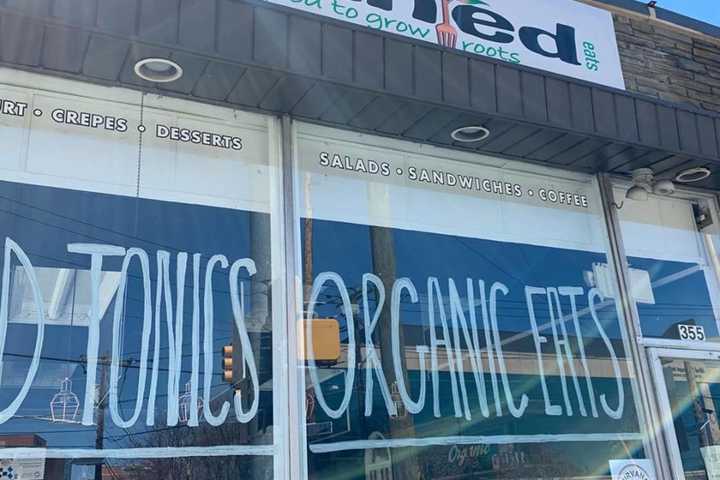 ed
eats
to grow roots
RT • CREPES • DESSERTS
SALADS • SANDWICHES • COFFEE
D TONICS
ORGANIC EATS
355
Organic